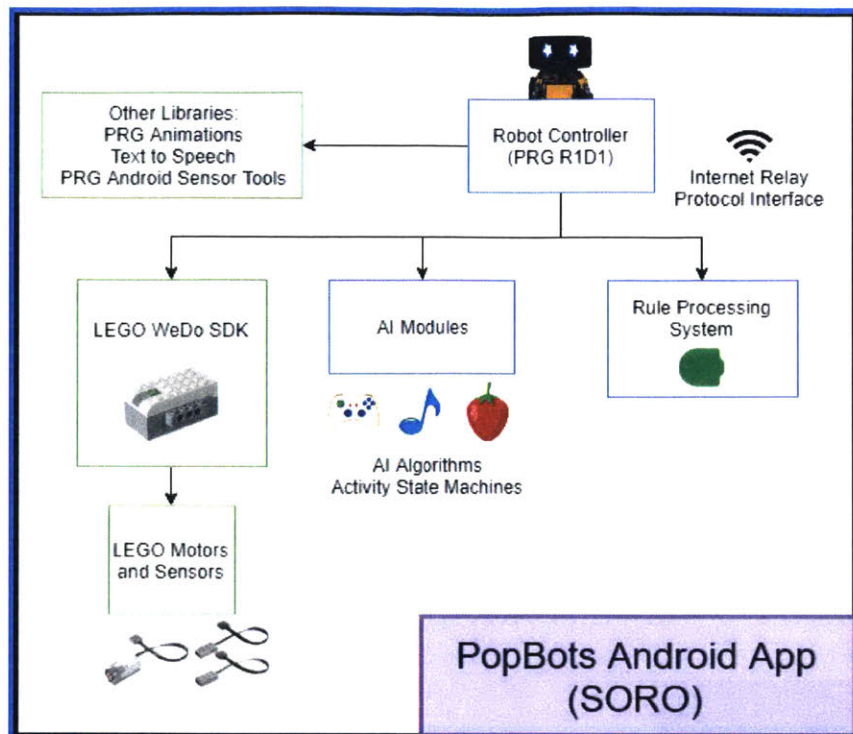 Other Libraries:
PRG Animations
Text to Speech
PRG Android Sensor Tools
Robot Controller
(PRG R1D1)
Internet Relay
Protocol Interface
LEGO WeDo SDK
AI Modules
Rule Processing
System
AI Algorithms
Activity State Machines
LEGO Motors
and Sensors
PopBots Android App
(SORO)